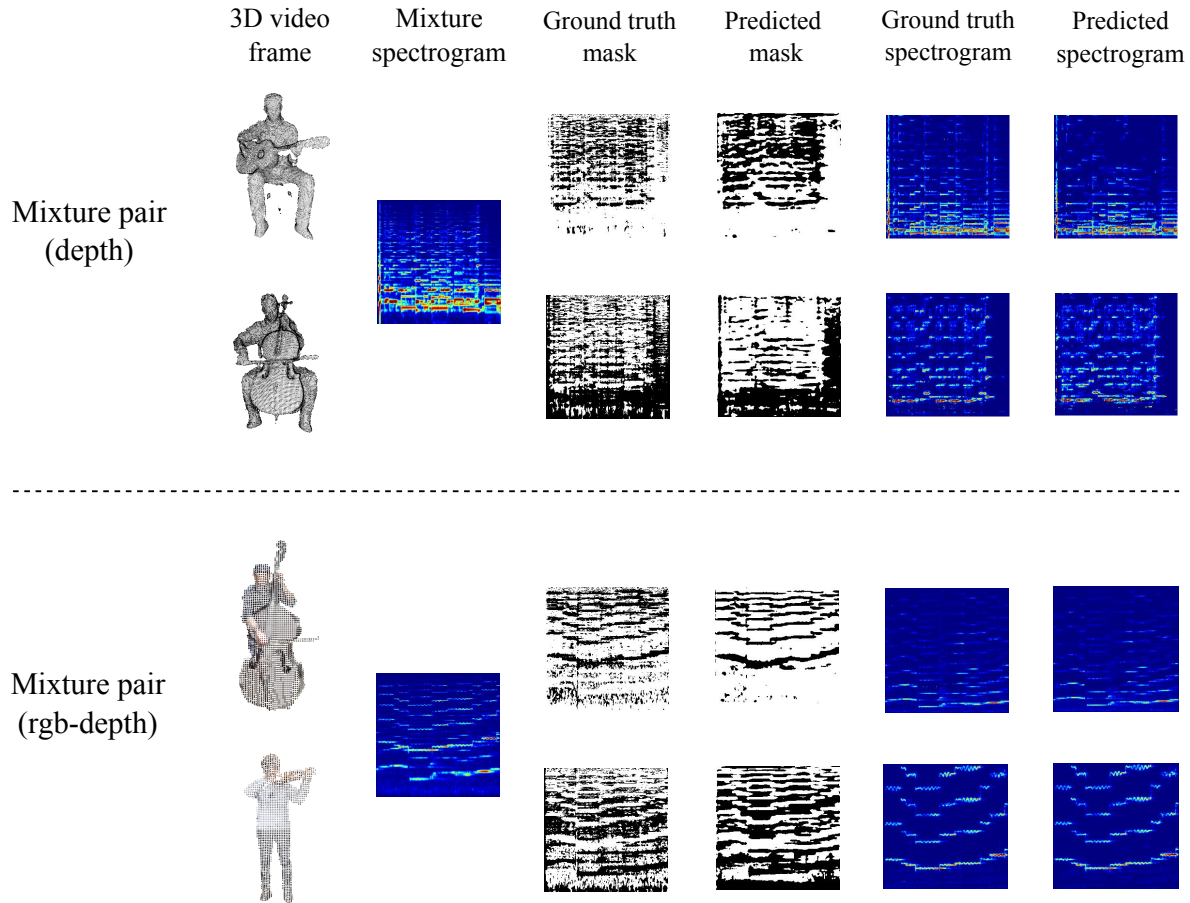 3D video
frame
Mixture
spectrogram
Ground truth
mask
Predicted
mask
Ground truth
spectrogram
Predicted
spectrogram
Mixture pair
(depth)
Mixture pair
(rgb-depth)